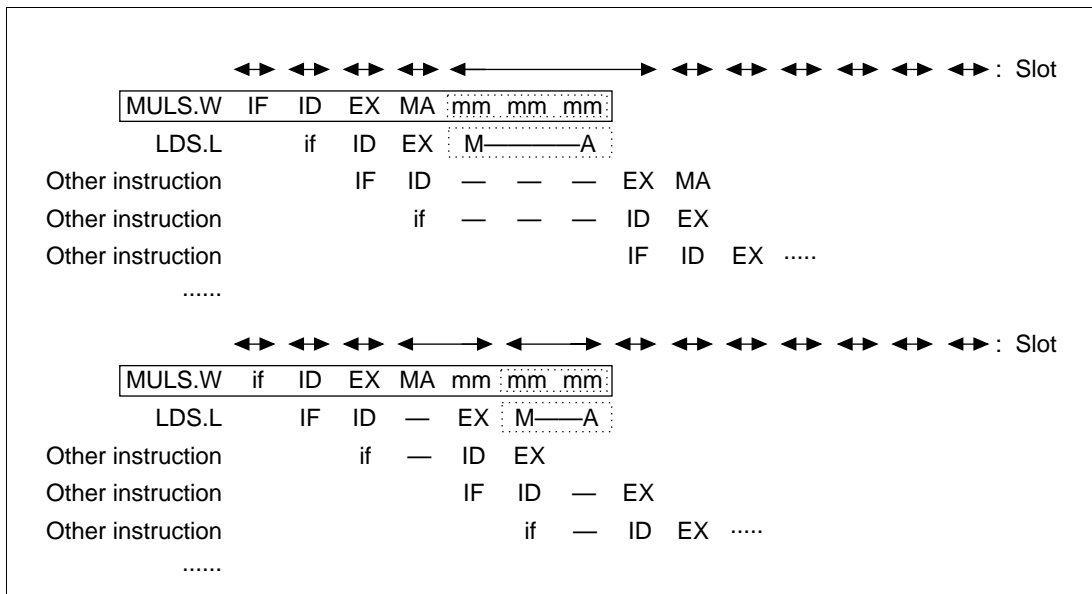 : Slot
MULS.W IF ID EX MA mm mm mm
LDS.L if ID EX M————A
Other instruction IF ID — — — EX MA
Other instruction if — — — ID EX
Other instruction IF ID EX .....
......
: Slot
MULS.W if ID EX MA mm mm mm
LDS.L IF ID — EX M——A
Other instruction if — ID EX
Other instruction IF ID — EX
Other instruction if — ID EX .....
......